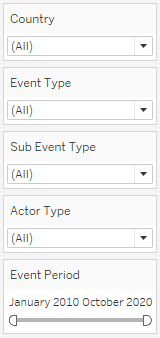 Country
(All)
Event Type
(All)
Sub Event Type
(All)
Actor Type
(All)
Event Period
January 2010 October 2020